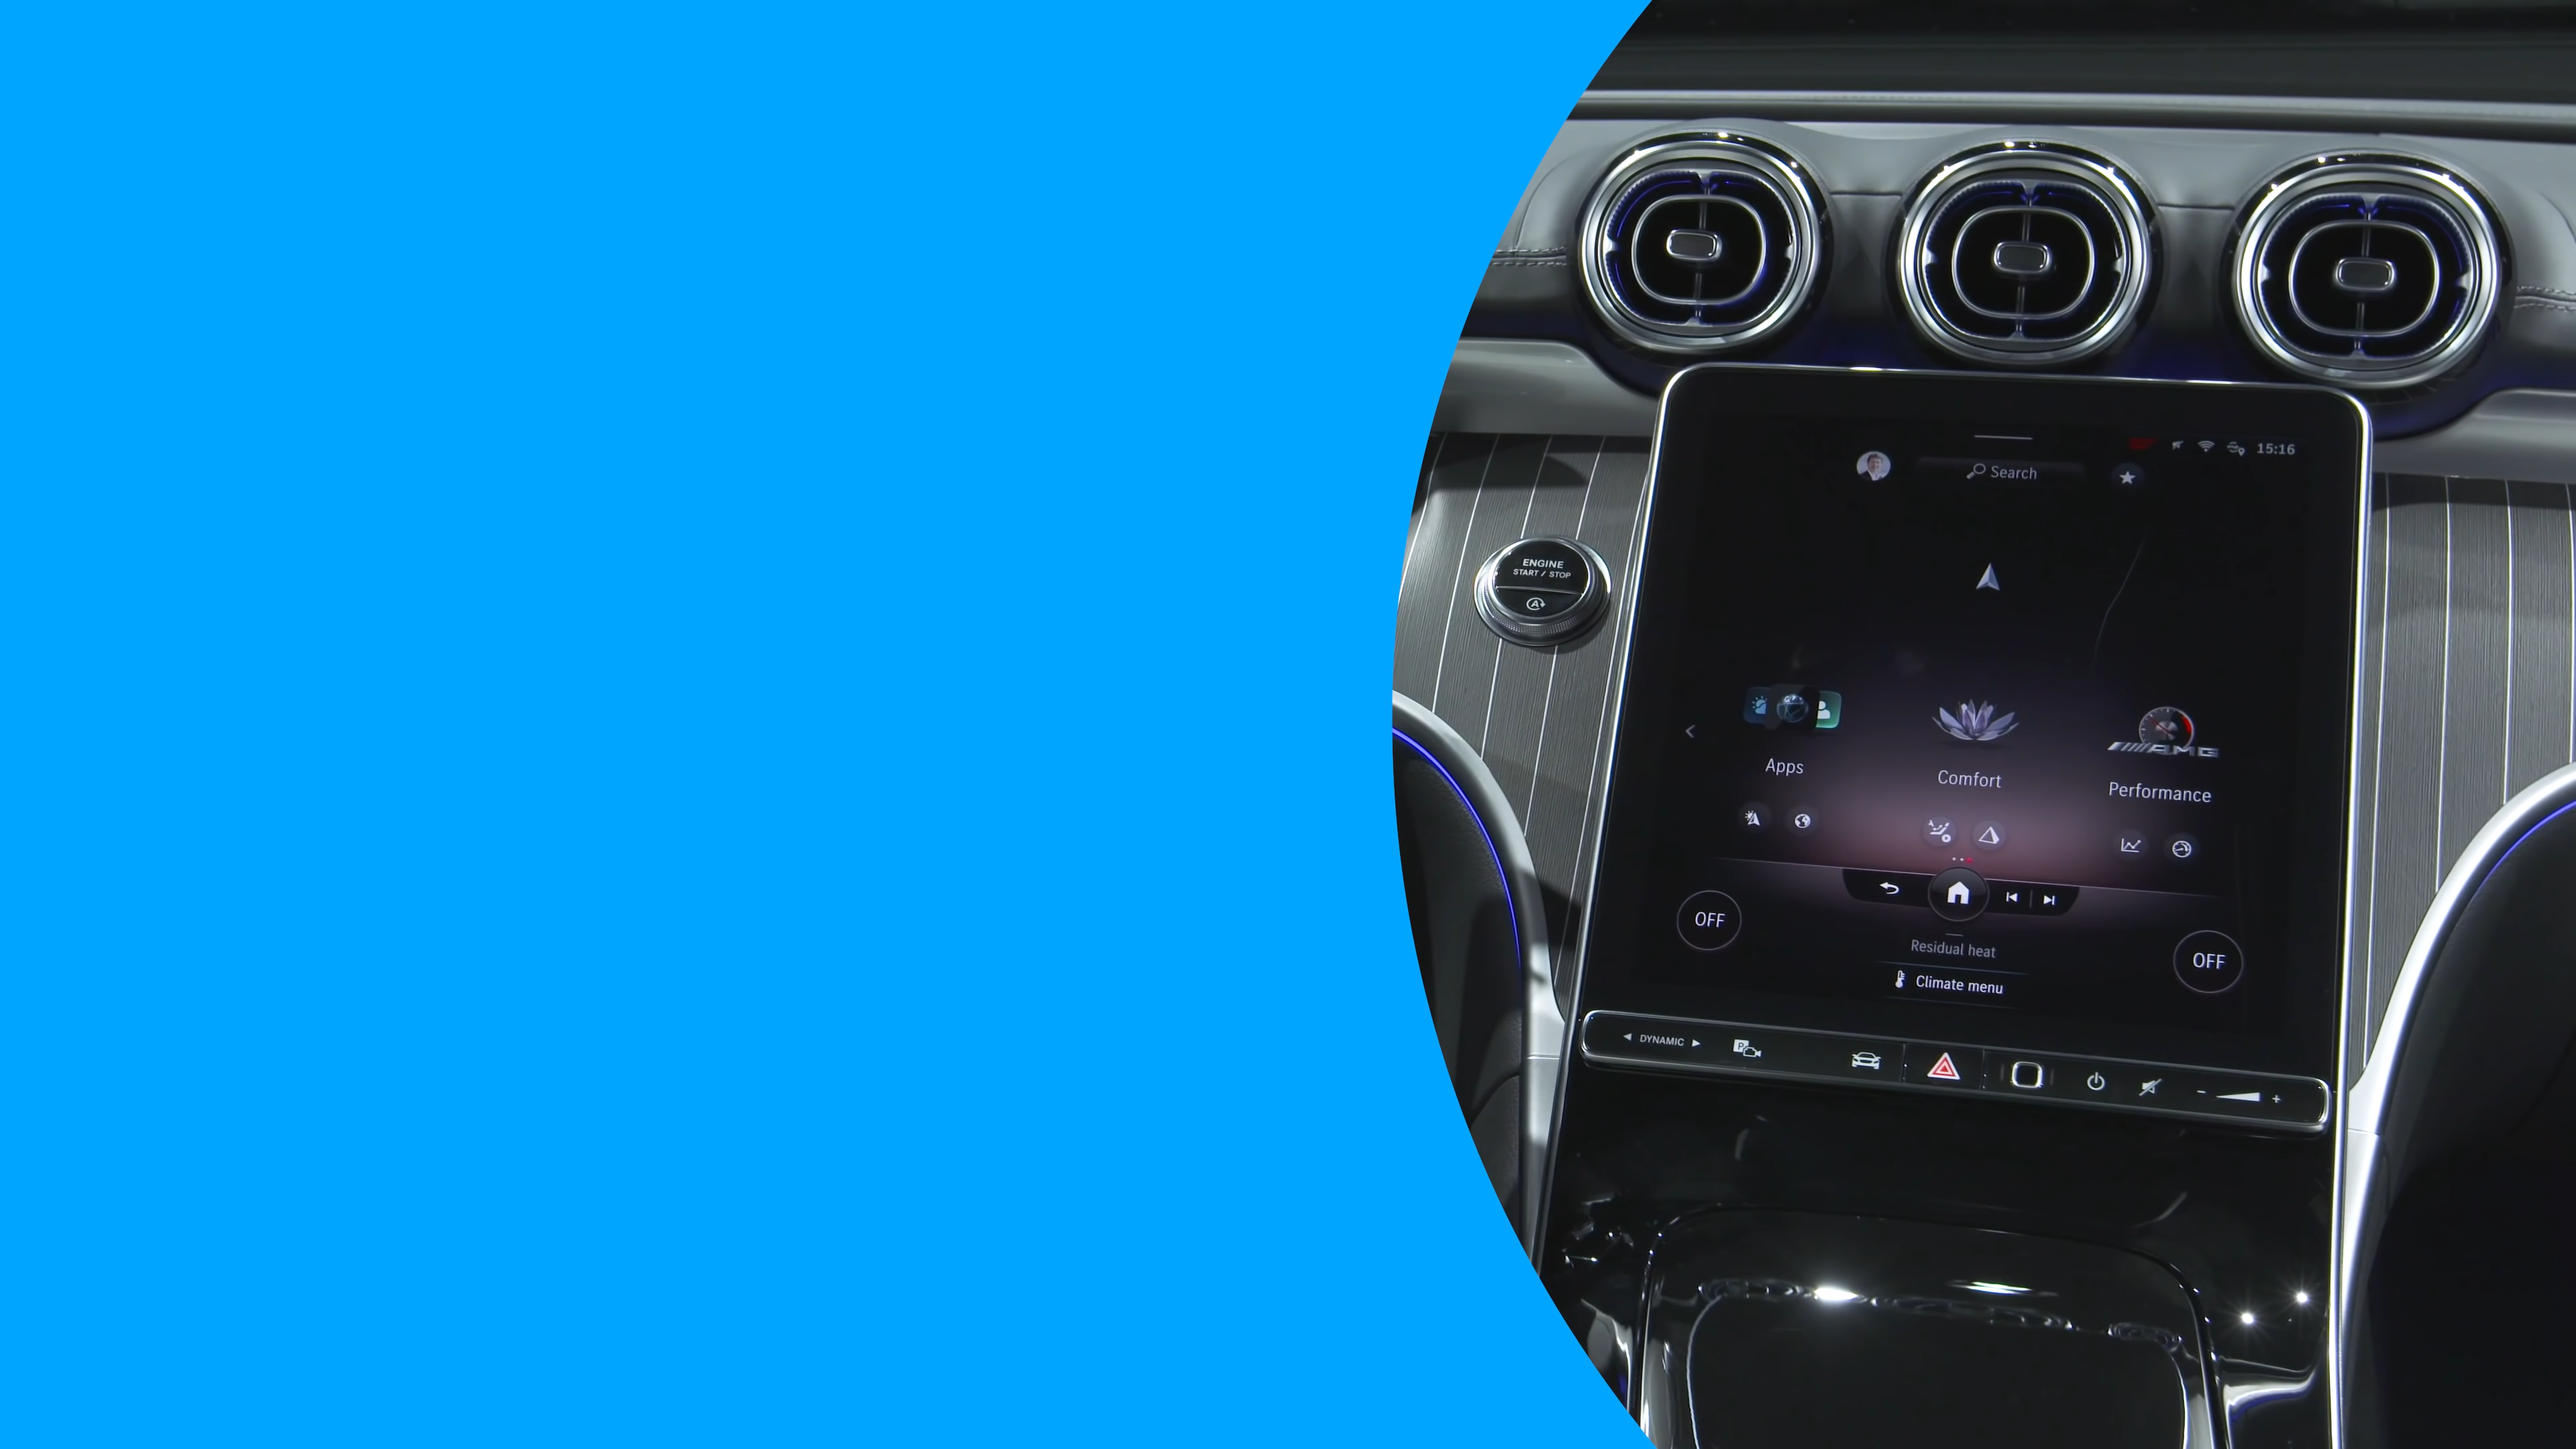 15:16
Search
ENGINE
START / STOP
A
AMG
Apps
Comfort
Performance
OFF
OFF
Residual heat
Climate menu
DYNAMIC
P
- +